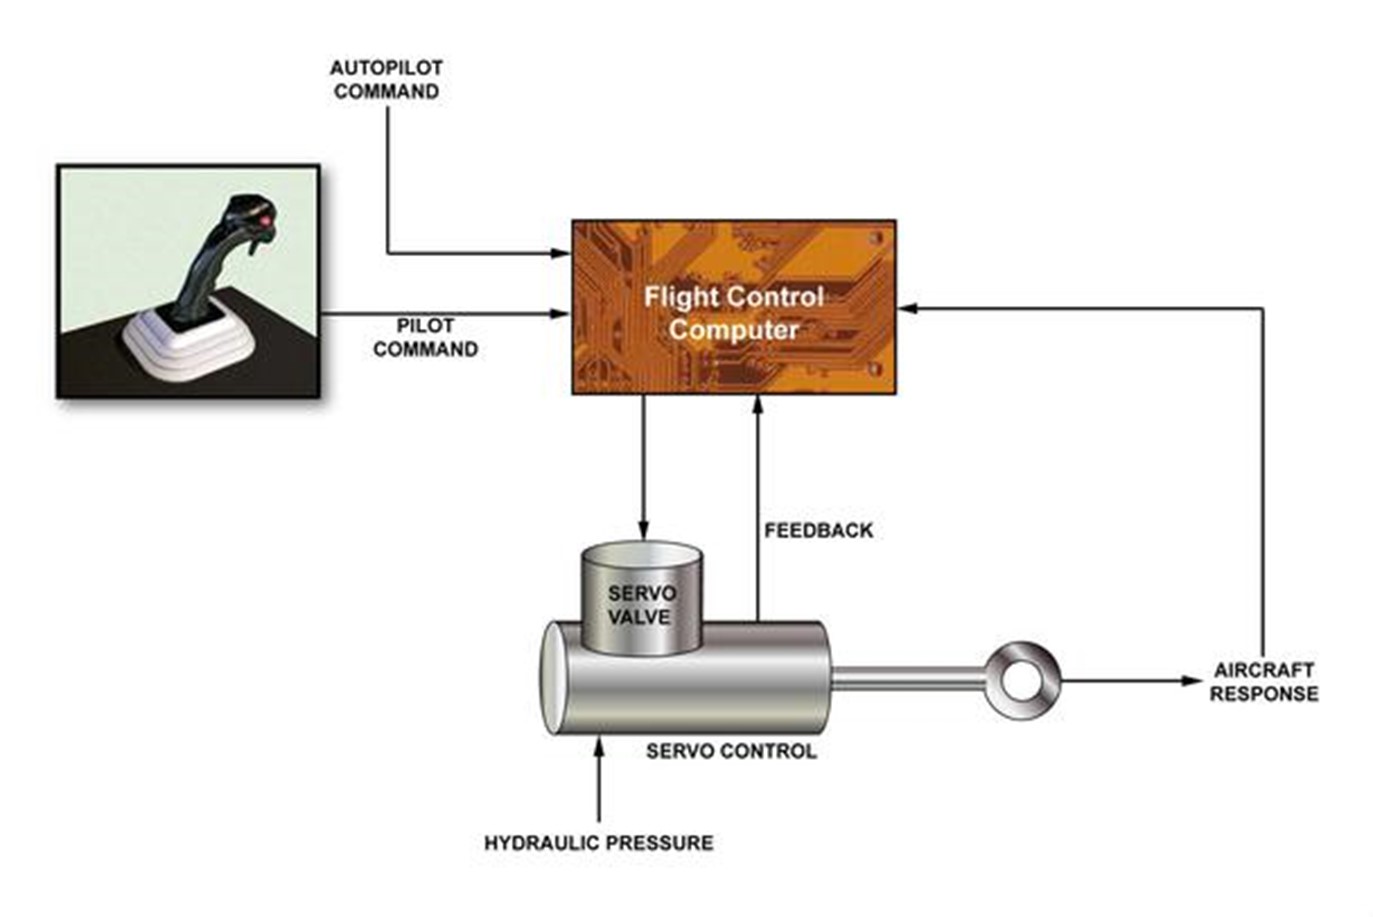 AUTOPILOT
COMMAND
Flight Control
Computer
PILOT
COMMAND
FEEDBACK
SERVO
VALVE
AIRCRAFT
RESPONSE
SERVO CONTROL
HYDRAULIC PRESSURE